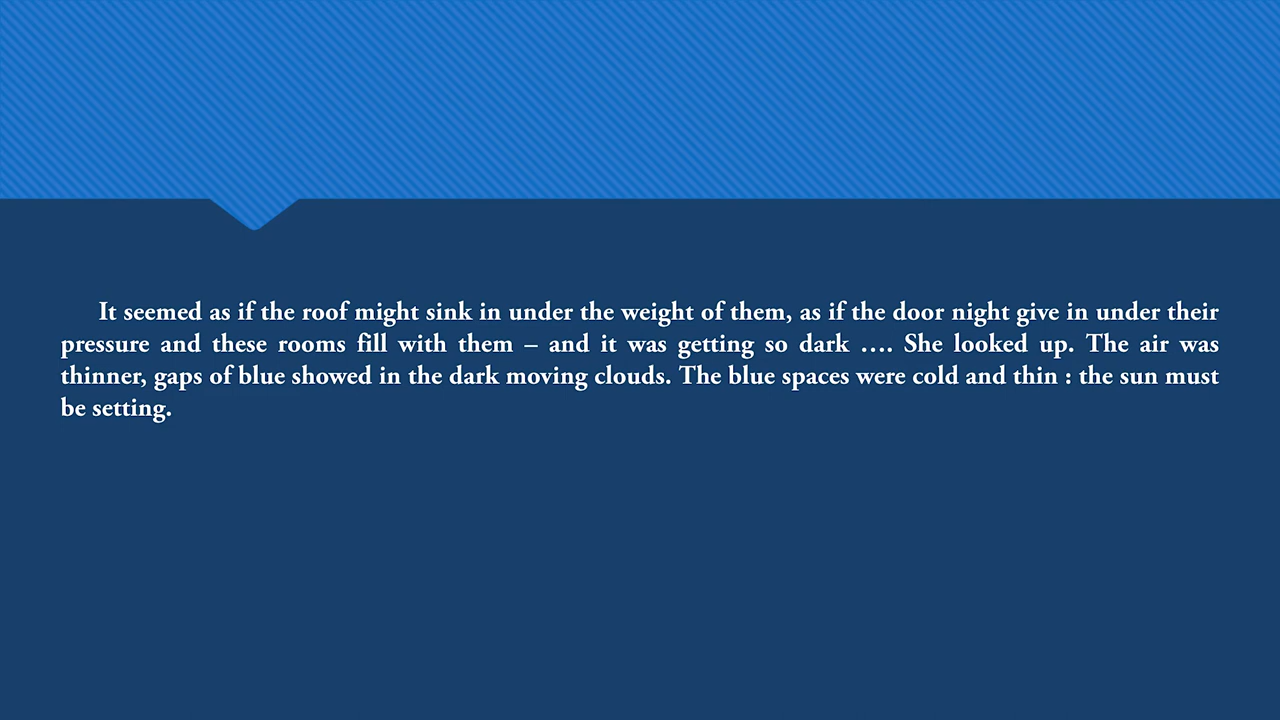 It seemed as if the roof might sink in under the weight of them, as if the door night give in under their
pressure and these rooms fill with them – and it was getting so dark …. She looked up. The air was
thinner, gaps of blue showed in the dark moving clouds. The blue spaces were cold and thin : the sun must
be setting.